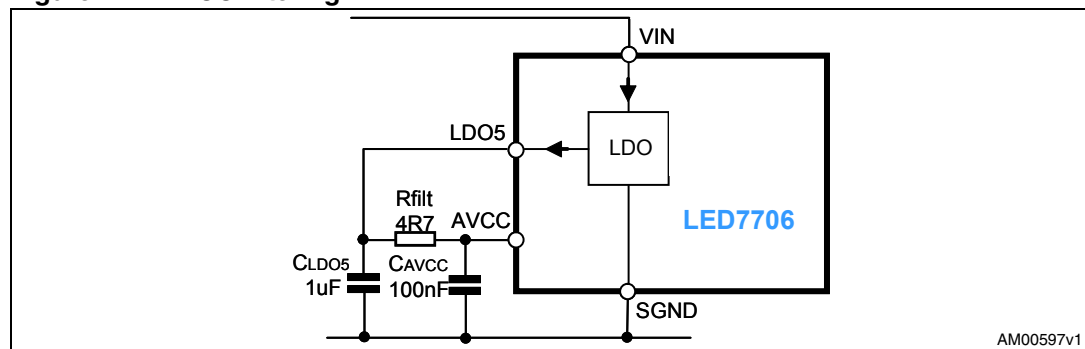 VIN
LDO5
LDO
Rfilt
4R7
AVCC
LED7706
CLDO5
1uF
CAVCC
100nF
SGND
AM00597v1